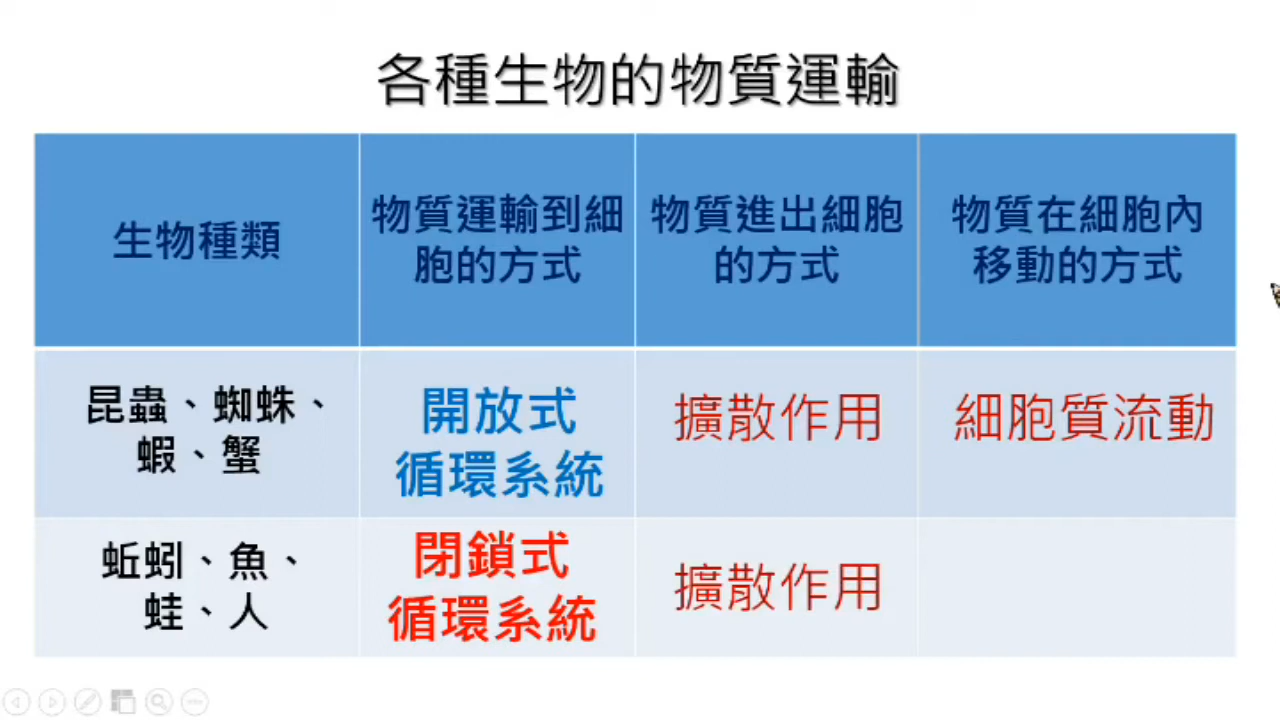 各種生物的物質運輸
生物種類
物質運輸到細
胞的方式
物質進出細胞
的方式
物質在細胞內
移動的方式
昆蟲、蜘蛛、
蝦、蟹
開放式
循環系統
擴散作用
細胞質流動
蚯蚓、魚、
蛙、人
閉鎖式
循環系統
擴散作用